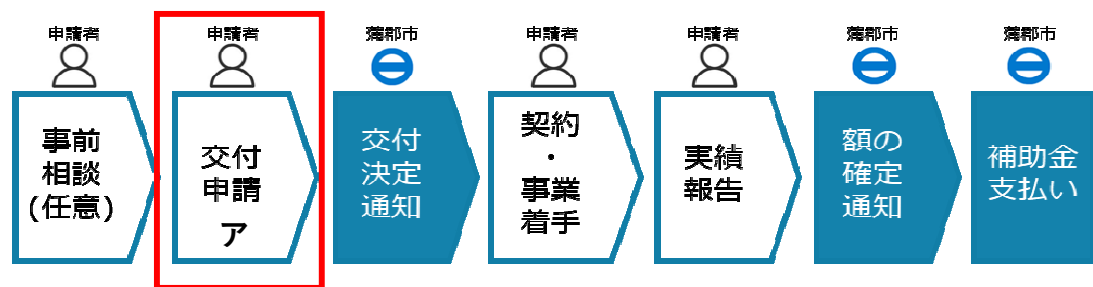 申請者
事前
相談
(任意)
申請者
交付
申請
ア
蒲郡市
交付
決定
通知
申請者
契約
・
事業
着手
申請者
実績
報告
蒲郡市
額の
確定
通知
蒲郡市
補助金
支払い